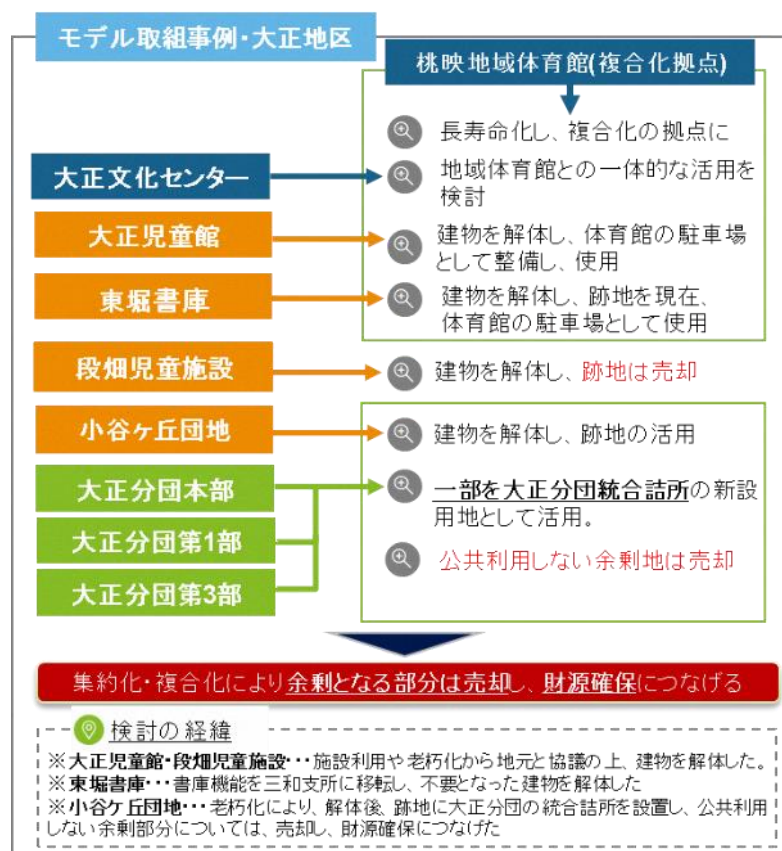 モデル取組事例・大正地区
桃映地域体育館(複合化拠点)
長寿命化し、複合化の拠点に
大正文化センター
地域体育館との一体的な活用を
検討
大正児童館
建物を解体し、体育館の駐車場
として整備し、使用
東堀書庫
建物を解体し、跡地を現在、
体育館の駐車場として使用
段畑児童施設
建物を解体し、跡地は売却
小谷ヶ丘団地
建物を解体し、跡地の活用
大正分団本部
一部を大正分団統合詰所の新設
用地として活用。
大正分団第1部
公共利用しない余剰地は売却
大正分団第3部
集約化・複合化により余剰となる部分は売却し、財源確保につなげる
検討の経緯
※大正児童館・段畑児童施設・・・施設利用や老朽化から地元と協議の上、建物を解体した。
※東堀書庫・・・書庫機能を三和支所に移転し、不要となった建物を解体した
※小谷ケ丘団地・・・老朽化により、解体後、跡地に大正分団の統合詰所を設置し、公共利用
しない余剰部分については、売却し、財源確保につなげた